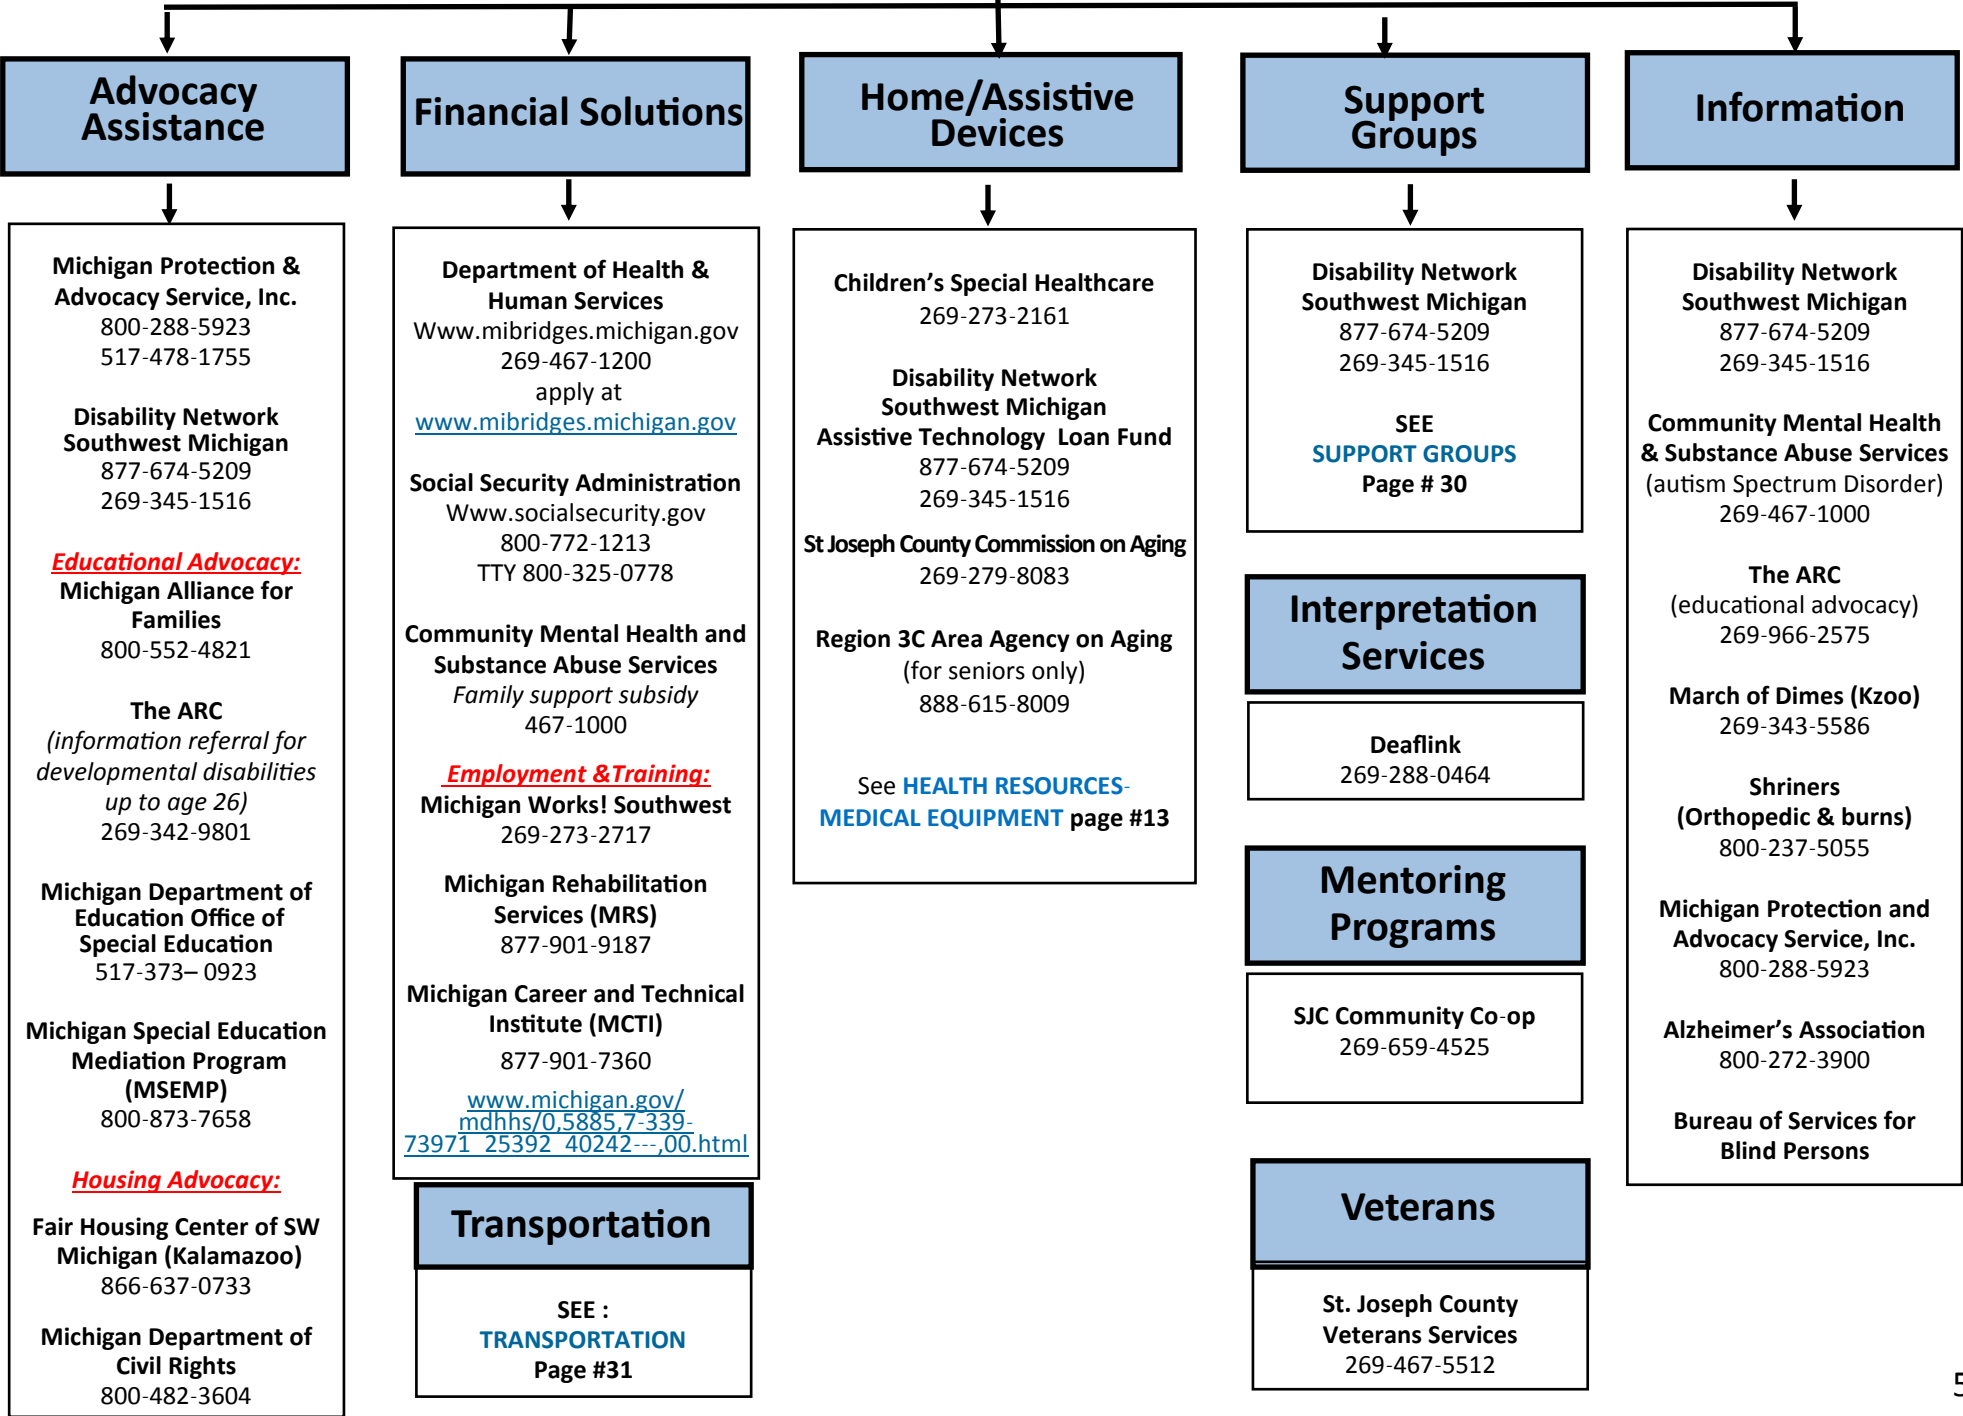 Advocacy
Assistance
Michigan Protection &
Advocacy Service, Inc.
800-288-5923
517-478-1755
Disability Network
Southwest Michigan
877-674-5209
269-345-1516
Educational Advocacy:
Michigan Alliance for
Families
800-552-4821
The ARC
(information referral for
developmental disabilities
up to age 26)
269-342-9801
Michigan Department of
Education Office of
Special Education
517-373– 0923
Michigan Special Education
Mediation Program
(MSEMP)
800-873-7658
Housing Advocacy:
Fair Housing Center of SW
Michigan (Kalamazoo)
866-637-0733
Michigan Department of
Civil Rights
800-482-3604
Financial Solutions
Department of Health &
Human Services
Www.mibridges.michigan.gov
269-467-1200
apply at
www.mibridges.michigan.gov
Social Security Administration
Www.socialsecurity.gov
800-772-1213
TTY 800-325-0778
Community Mental Health and
Substance Abuse Services
Family support subsidy
467-1000
Employment &Training:
Michigan Works! Southwest
269-273-2717
Michigan Rehabilitation
Services (MRS)
877-901-9187
Michigan Career and Technical
Institute (MCTI)
877-901-7360
www.michigan.gov/
mdhhs/0,5885,7-339-
73971_25392_40242---,00.html
Transportation
SEE :
TRANSPORTATION
Page #31
Home/Assistive
Devices
Children’s Special Healthcare
269-273-2161
Disability Network
Southwest Michigan
Assistive Technology Loan Fund
877-674-5209
269-345-1516
St Joseph County Commission on Aging
269-279-8083
Region 3C Area Agency on Aging
(for seniors only)
888-615-8009
See HEALTH RESOURCES-
MEDICAL EQUIPMENT page #13
Support
Groups
Disability Network
Southwest Michigan
877-674-5209
269-345-1516
SEE
SUPPORT GROUPS
Page # 30
Interpretation
Services
Deaflink
269-288-0464
Mentoring
Programs
SJC Community Co-op
269-659-4525
Veterans
St. Joseph County
Veterans Services
269-467-5512
Information
Disability Network
Southwest Michigan
877-674-5209
269-345-1516
Community Mental Health
& Substance Abuse Services
(autism Spectrum Disorder)
269-467-1000
The ARC
(educational advocacy)
269-966-2575
March of Dimes (Kzoo)
269-343-5586
Shriners
(Orthopedic & burns)
800-237-5055
Michigan Protection and
Advocacy Service, Inc.
800-288-5923
Alzheimer’s Association
800-272-3900
Bureau of Services for
Blind Persons
5